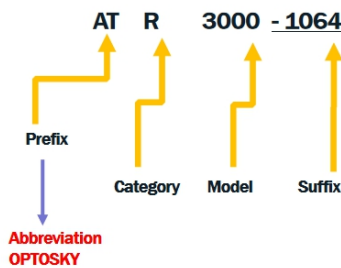 AT R 3000 - 1064
Prefix
Category Model Suffix
Abbreviation
OPTOSKY